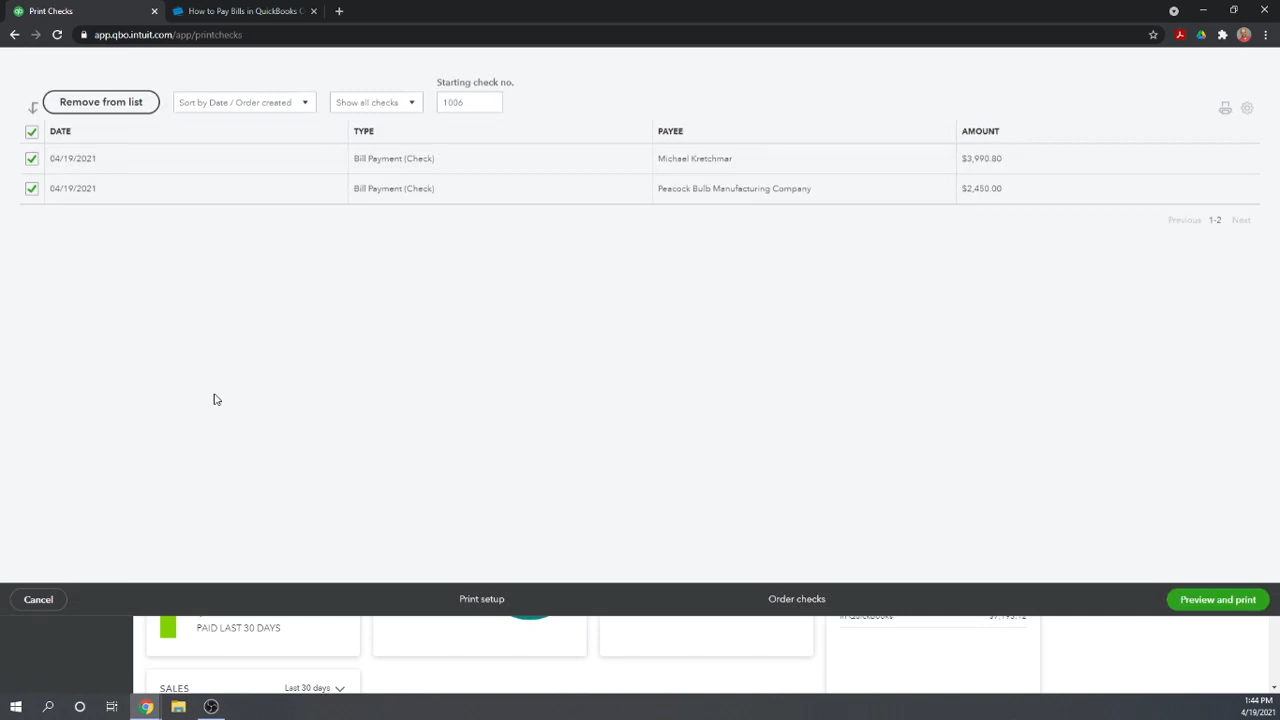 Print Checks
How to Pay Bills in QuickBooks O
app.qbo.intuit.com/app/printchecks
Starting check no.
Remove from list
Sort by Date / Order created
Show all checks
1006
DATE TYPE PAYEE AMOUNT
04/19/2021 Bill Payment (Check) Michael Kretchmar $3,990.80
04/19/2021 Bill Payment (Check) Peacock Bulb Manufacturing Company $2,450.00
Previous 1-2 Next
Cancel Print setup Order checks Preview and print
In QuickBooks
PAID LAST 30 DAYS
SALES Last 30 days
1:44 PM
4/19/2021